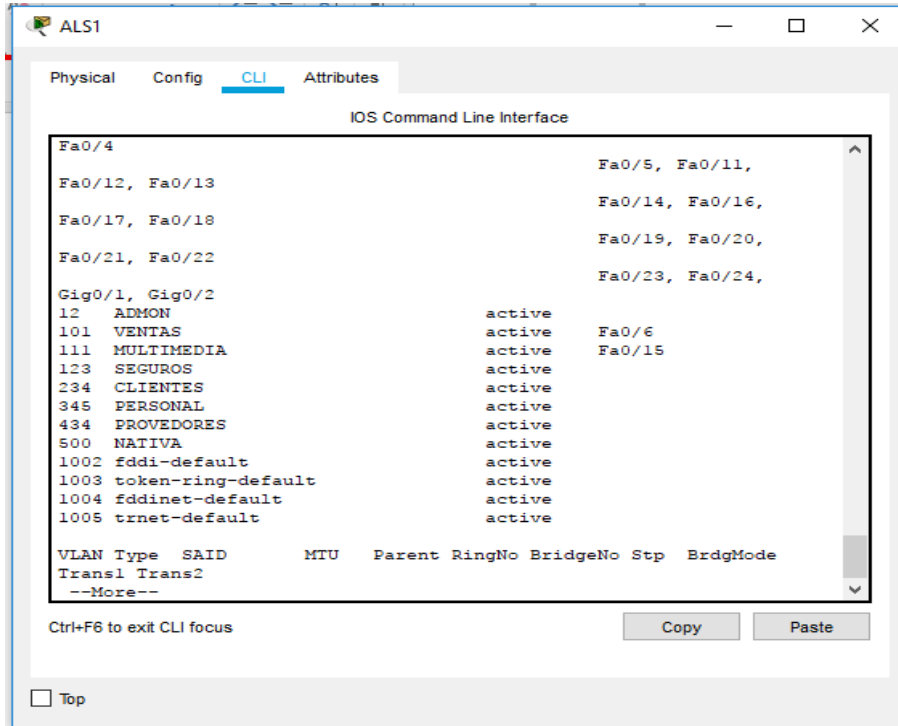 ALS1
Physical Config CLI Attributes
IOS Command Line Interface
Fa0/4
Fa0/5, Fa0/11,
Fa0/12, Fa0/13
Fa0/14, Fa0/16,
Fa0/17, Fa0/18
Fa0/19, Fa0/20,
Fa0/21, Fa0/22
Fa0/23, Fa0/24,
Gig0/1, Gig0/2
12 ADMON active
101 VENTAS active Fa0/6
111 MULTIMEDIA active Fa0/15
123 SEGUROS active
234 CLIENTES active
345 PERSONAL active
434 PROVEDORES active
500 NATIVA active
1002 fddi-default active
1003 token-ring-default active
1004 fddinet-default active
1005 trnet-default active
VLAN Type SAID MTU Parent RingNo BridgeNo Stp BrdgMode
Trans1 Trans2
--More--
Ctrl+F6 to exit CLI focus
Copy
Paste
Top